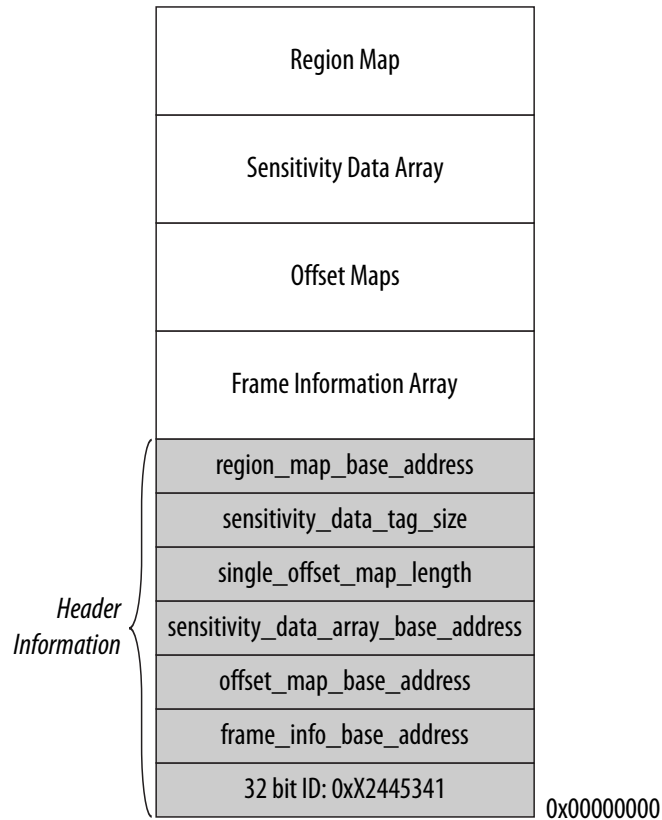 Region Map
Sensitivity Data Array
Offset Maps
Frame Information Array
region_map_base_address
sensitivity_data_tag_size
single_offset_map_length
Header
Information
sensitivity_data_array_base_address
offset_map_base_address
frame_info_base_address
32 bit ID: 0xX2445341
0x00000000